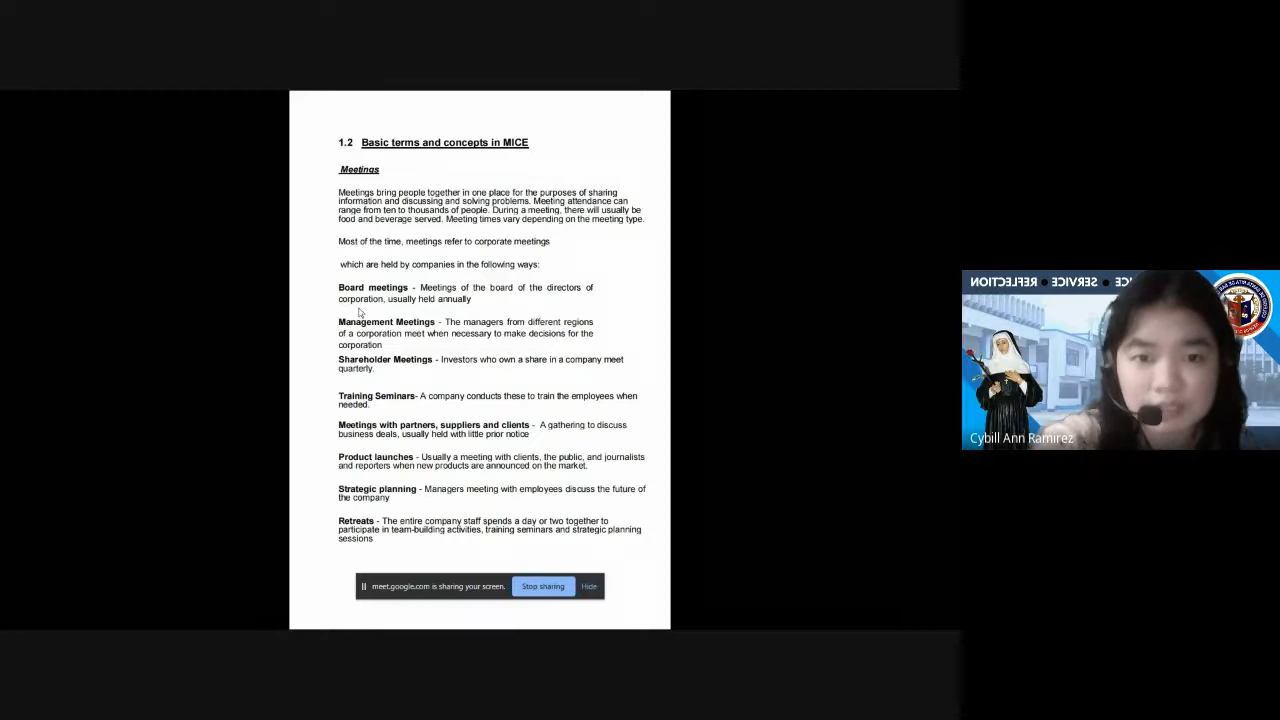 1.2 Basic terms and concepts in MICE
Meetings
Meetings bring people together in one place for the purposes of sharing
information and discussing and solving problems. Meeting attendance can
range from ten to thousands of people. During a meeting, there will usually be
food and beverage served. Meeting times vary depending on the meeting type.
Most of the time, meetings refer to corporate meetings
which are held by companies in the following ways:
Board meetings - Meetings of the board of the directors of
corporation, usually held annually
Management Meetings - The managers from different regions
of a corporation meet when necessary to make decisions for the
corporation
Shareholder Meetings - Investors who own a share in a company meet
quarterly.
Training Seminars- A company conducts these to train the employees when
needed.
Meetings with partners, suppliers and clients - A gathering to discuss
business deals, usually held with little prior notice
Product launches - Usually a meeting with clients, the public, and journalists
and reporters when new products are announced on the market.
Strategic planning - Managers meeting with employees discuss the future of
the company
Retreats - The entire company staff spends a day or two together to
participate in team-building activities, training seminars and strategic planning
sessions
meet.google.com is sharing your screen. Stop sharing Hide
REFLECTION • SERVICE •
Cybill Ann Ramirez